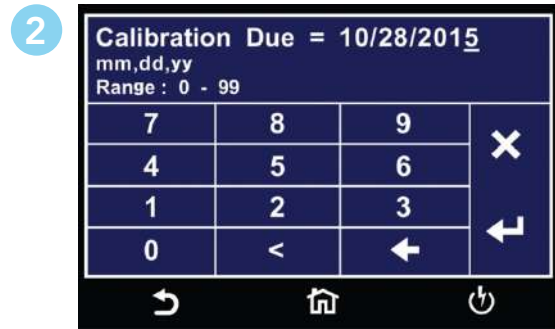 2
Calibration Due = 10/28/2015
mm,dd,yy
Range : 0 - 99
7 8 9
4 5 6
1 2 3
0 <